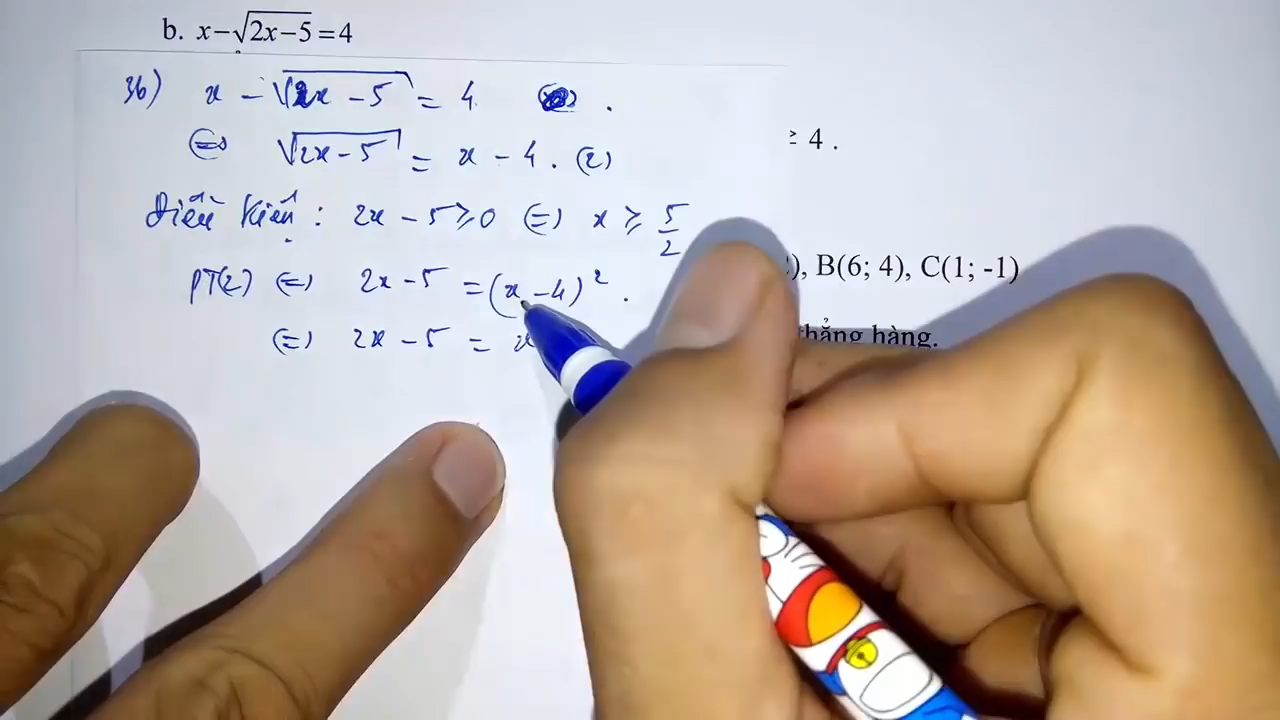 b. x−√2x−5 = 4
3b) x − √2x − 5 = 4 .
⇔ √2x − 5 = x − 4 . (2)
≥ 4 .
Điều kiện : 2x − 5 ≥ 0 ⇔ x ≥ 5/2
), B(6; 4), C(1; -1)
PT(2) ⇔ 2x − 5 = (x − 4)² .
thẳng hàng.
⇔ 2x − 5 = x